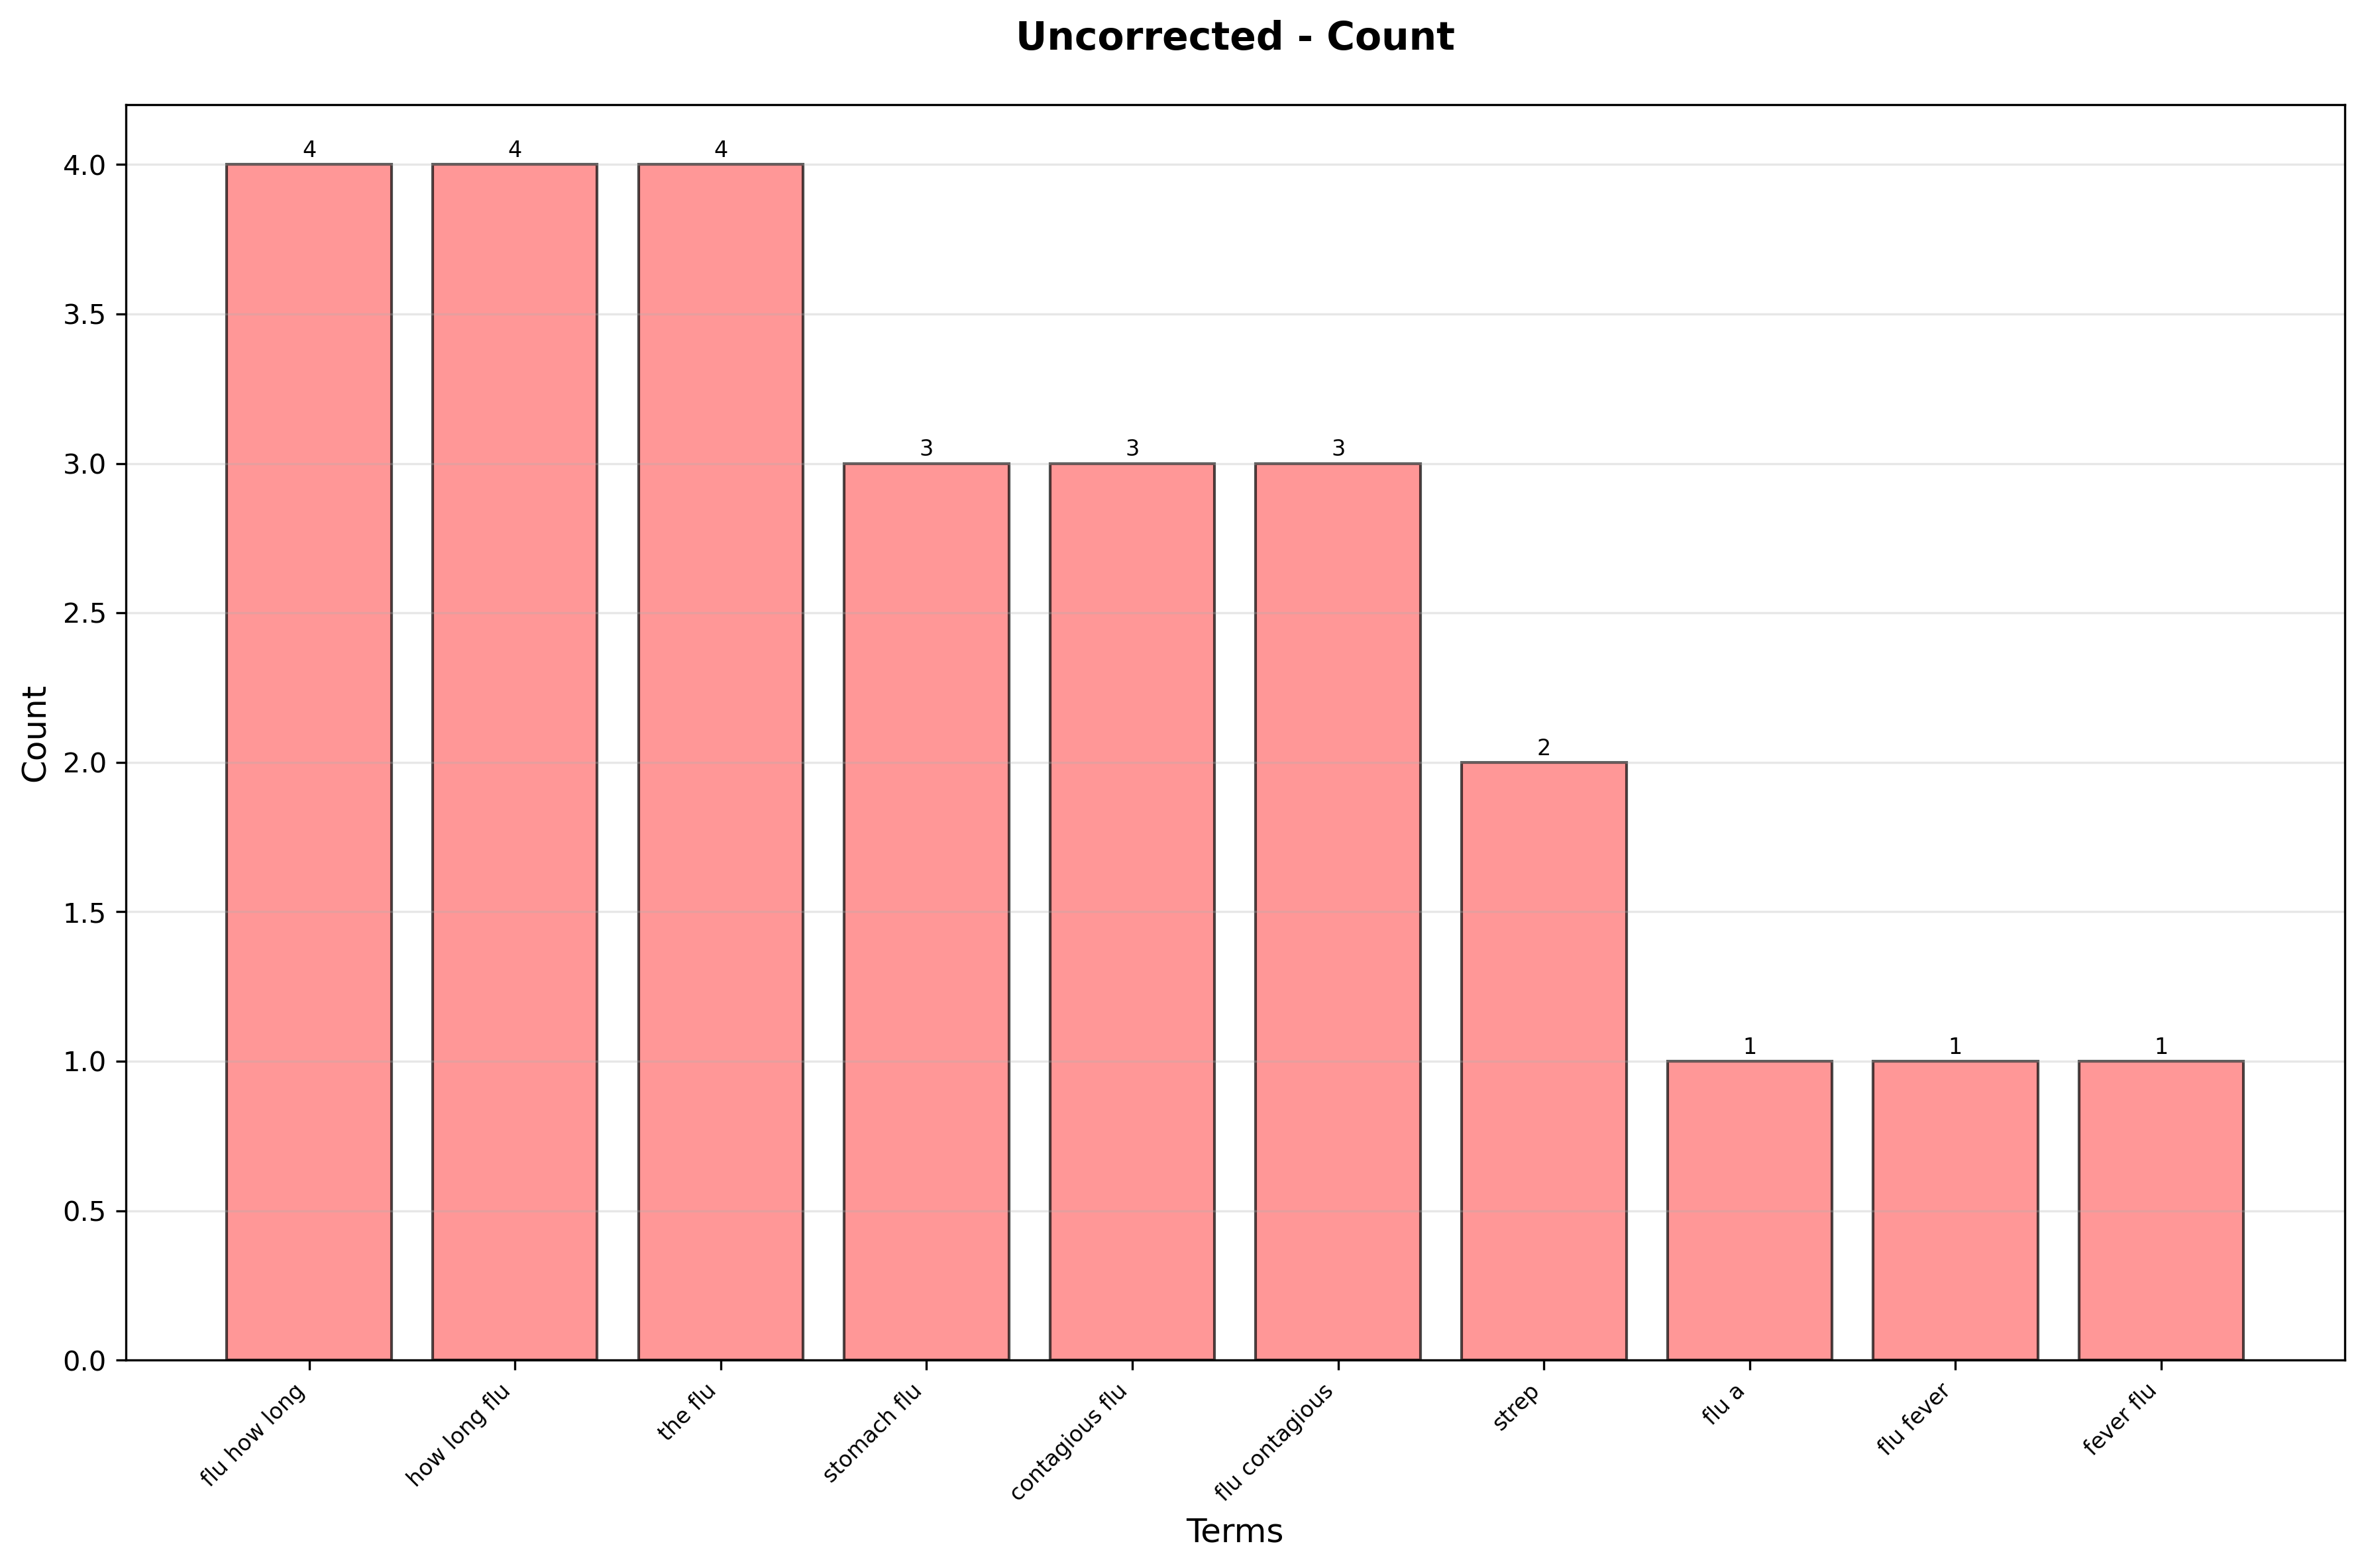 Uncorrected - Count
4 4 4 3 3 3 2 1 1 1
4.0
3.5
3.0
2.5
2.0
1.5
1.0
0.5
0.0
Count
flu how long
how long flu
the flu
stomach flu
contagious flu
flu contagious
strep
flu a
flu fever
fever flu
Terms